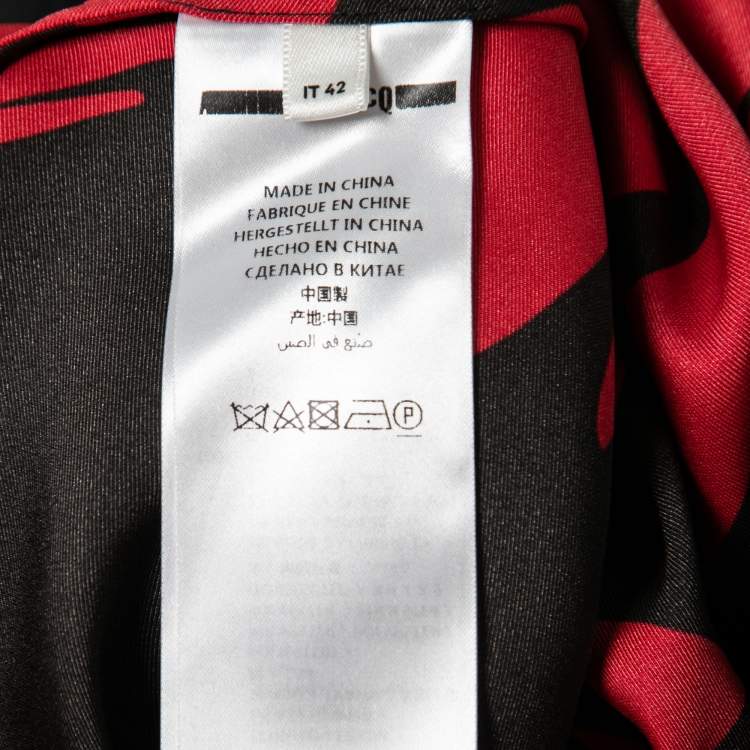 IT 42
CQ
MADE IN CHINA
FABRIQUE EN CHINE
HERGESTELLT IN CHINA
HECHO EN CHINA
СДЕЛАНО В КИТАЕ
中国製
产地:中国
صنع في الصين
P